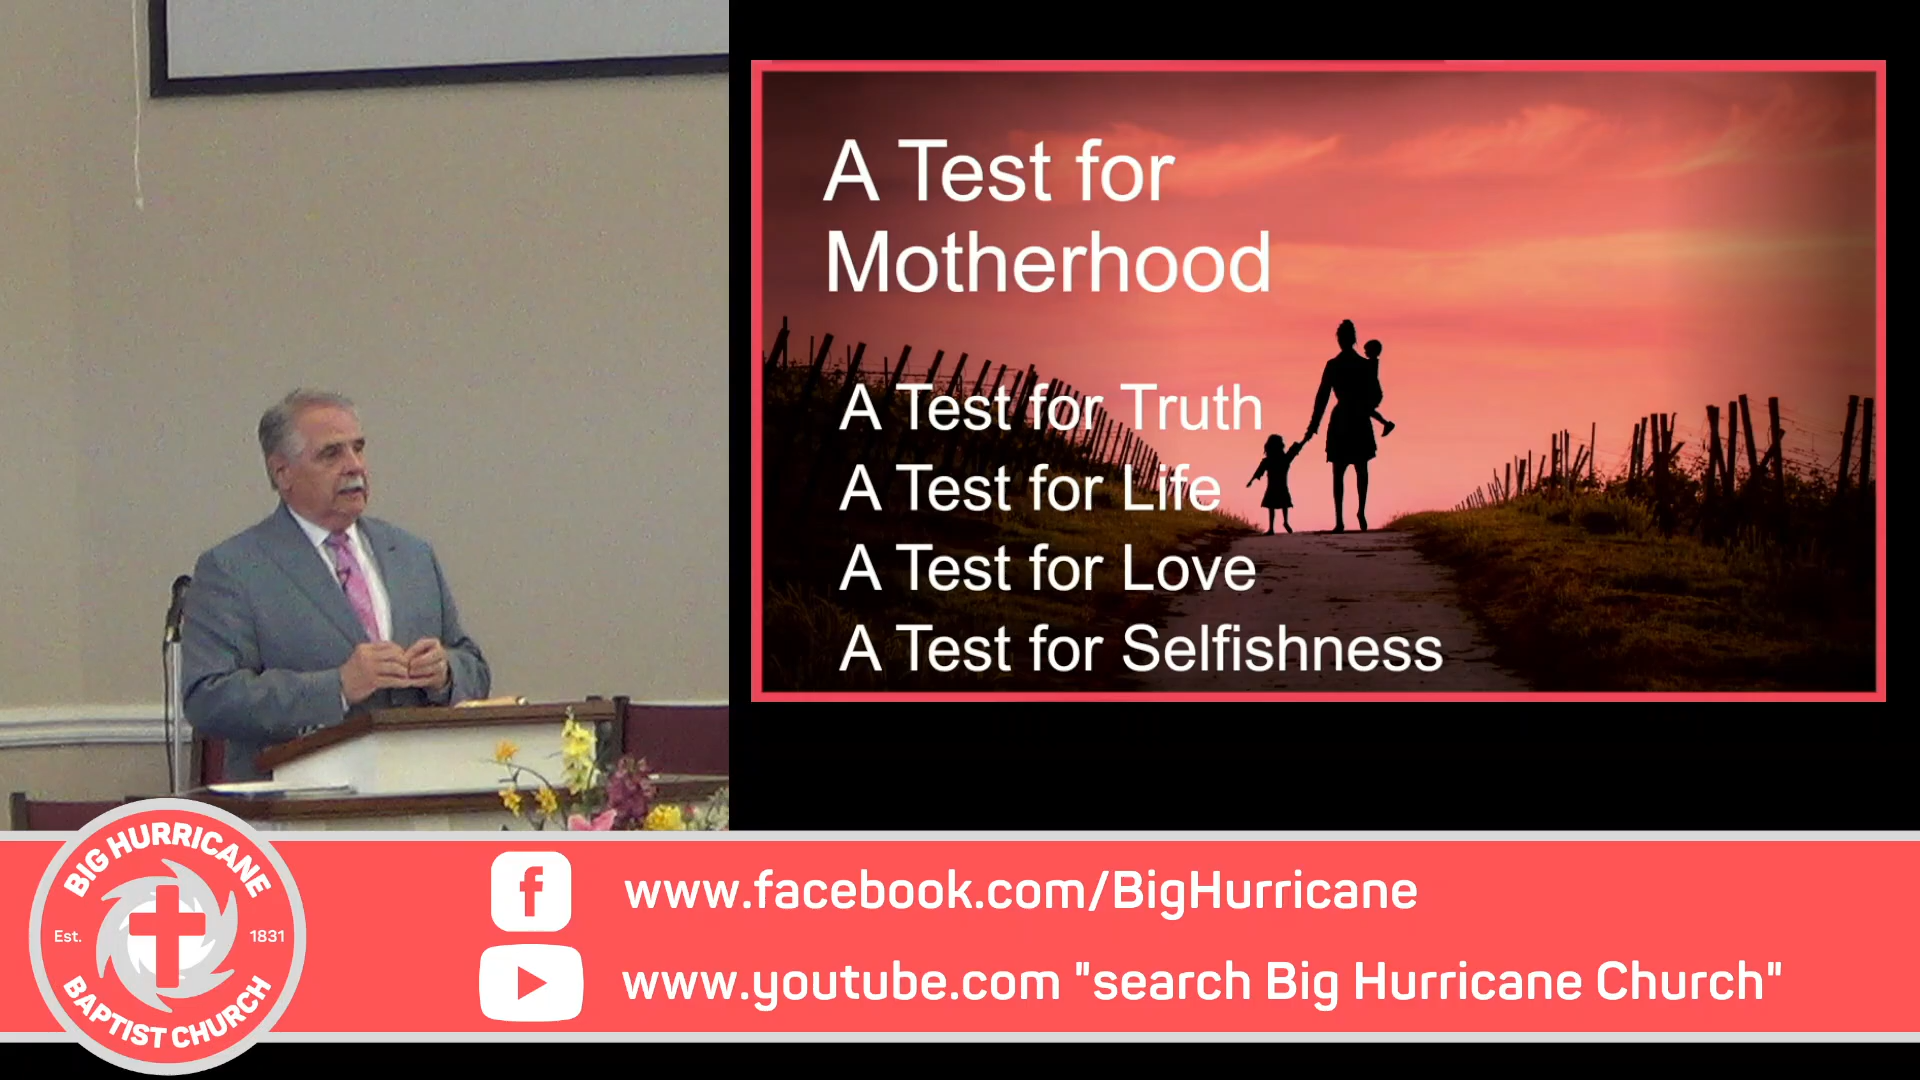 A Test for
Motherhood
A Test for Truth
A Test for Life
A Test for Love
A Test for Selfishness
BIG HURRICANE
Est. 1831
BAPTIST CHURCH
f www.facebook.com/BigHurricane
www.youtube.com "search Big Hurricane Church"